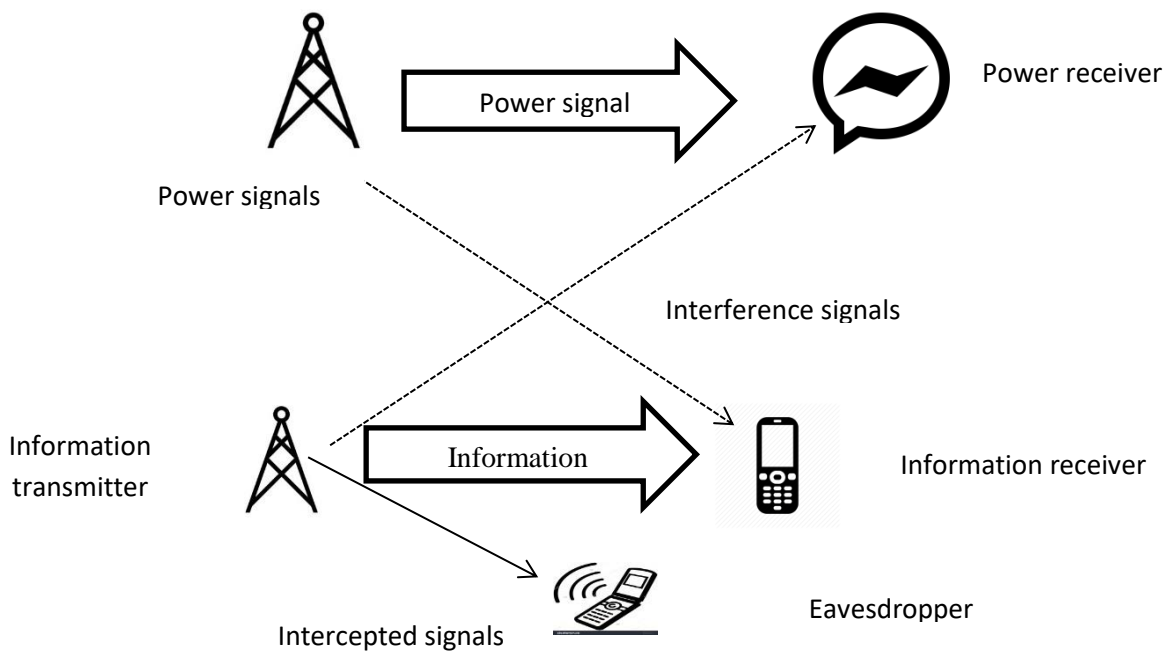 Power signal
Power receiver
Power signals
Interference signals
Information
transmitter
Information
Information receiver
Eavesdropper
Intercepted signals